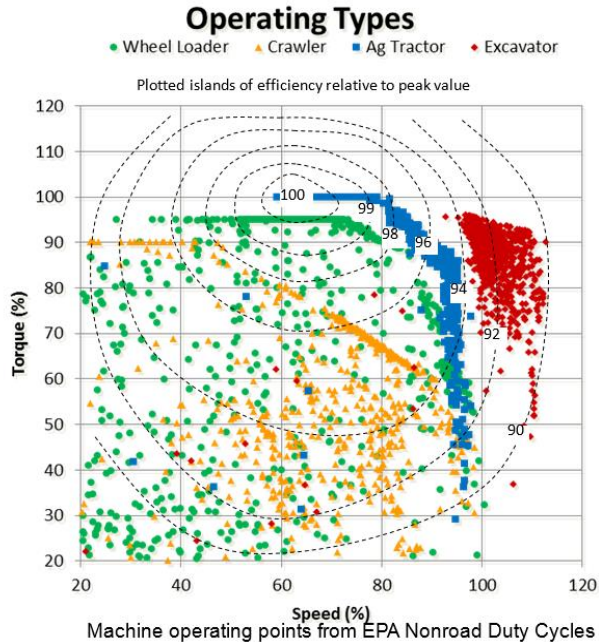 Operating Types
Wheel Loader Crawler Ag Tractor Excavator
Plotted islands of efficiency relative to peak value
120
110
100
90
80
70
60
50
40
30
20
Torque (%)
100
99
98
96
94
92
90
20 40 60 80 100 120
Speed (%)
Machine operating points from EPA Nonroad Duty Cycles